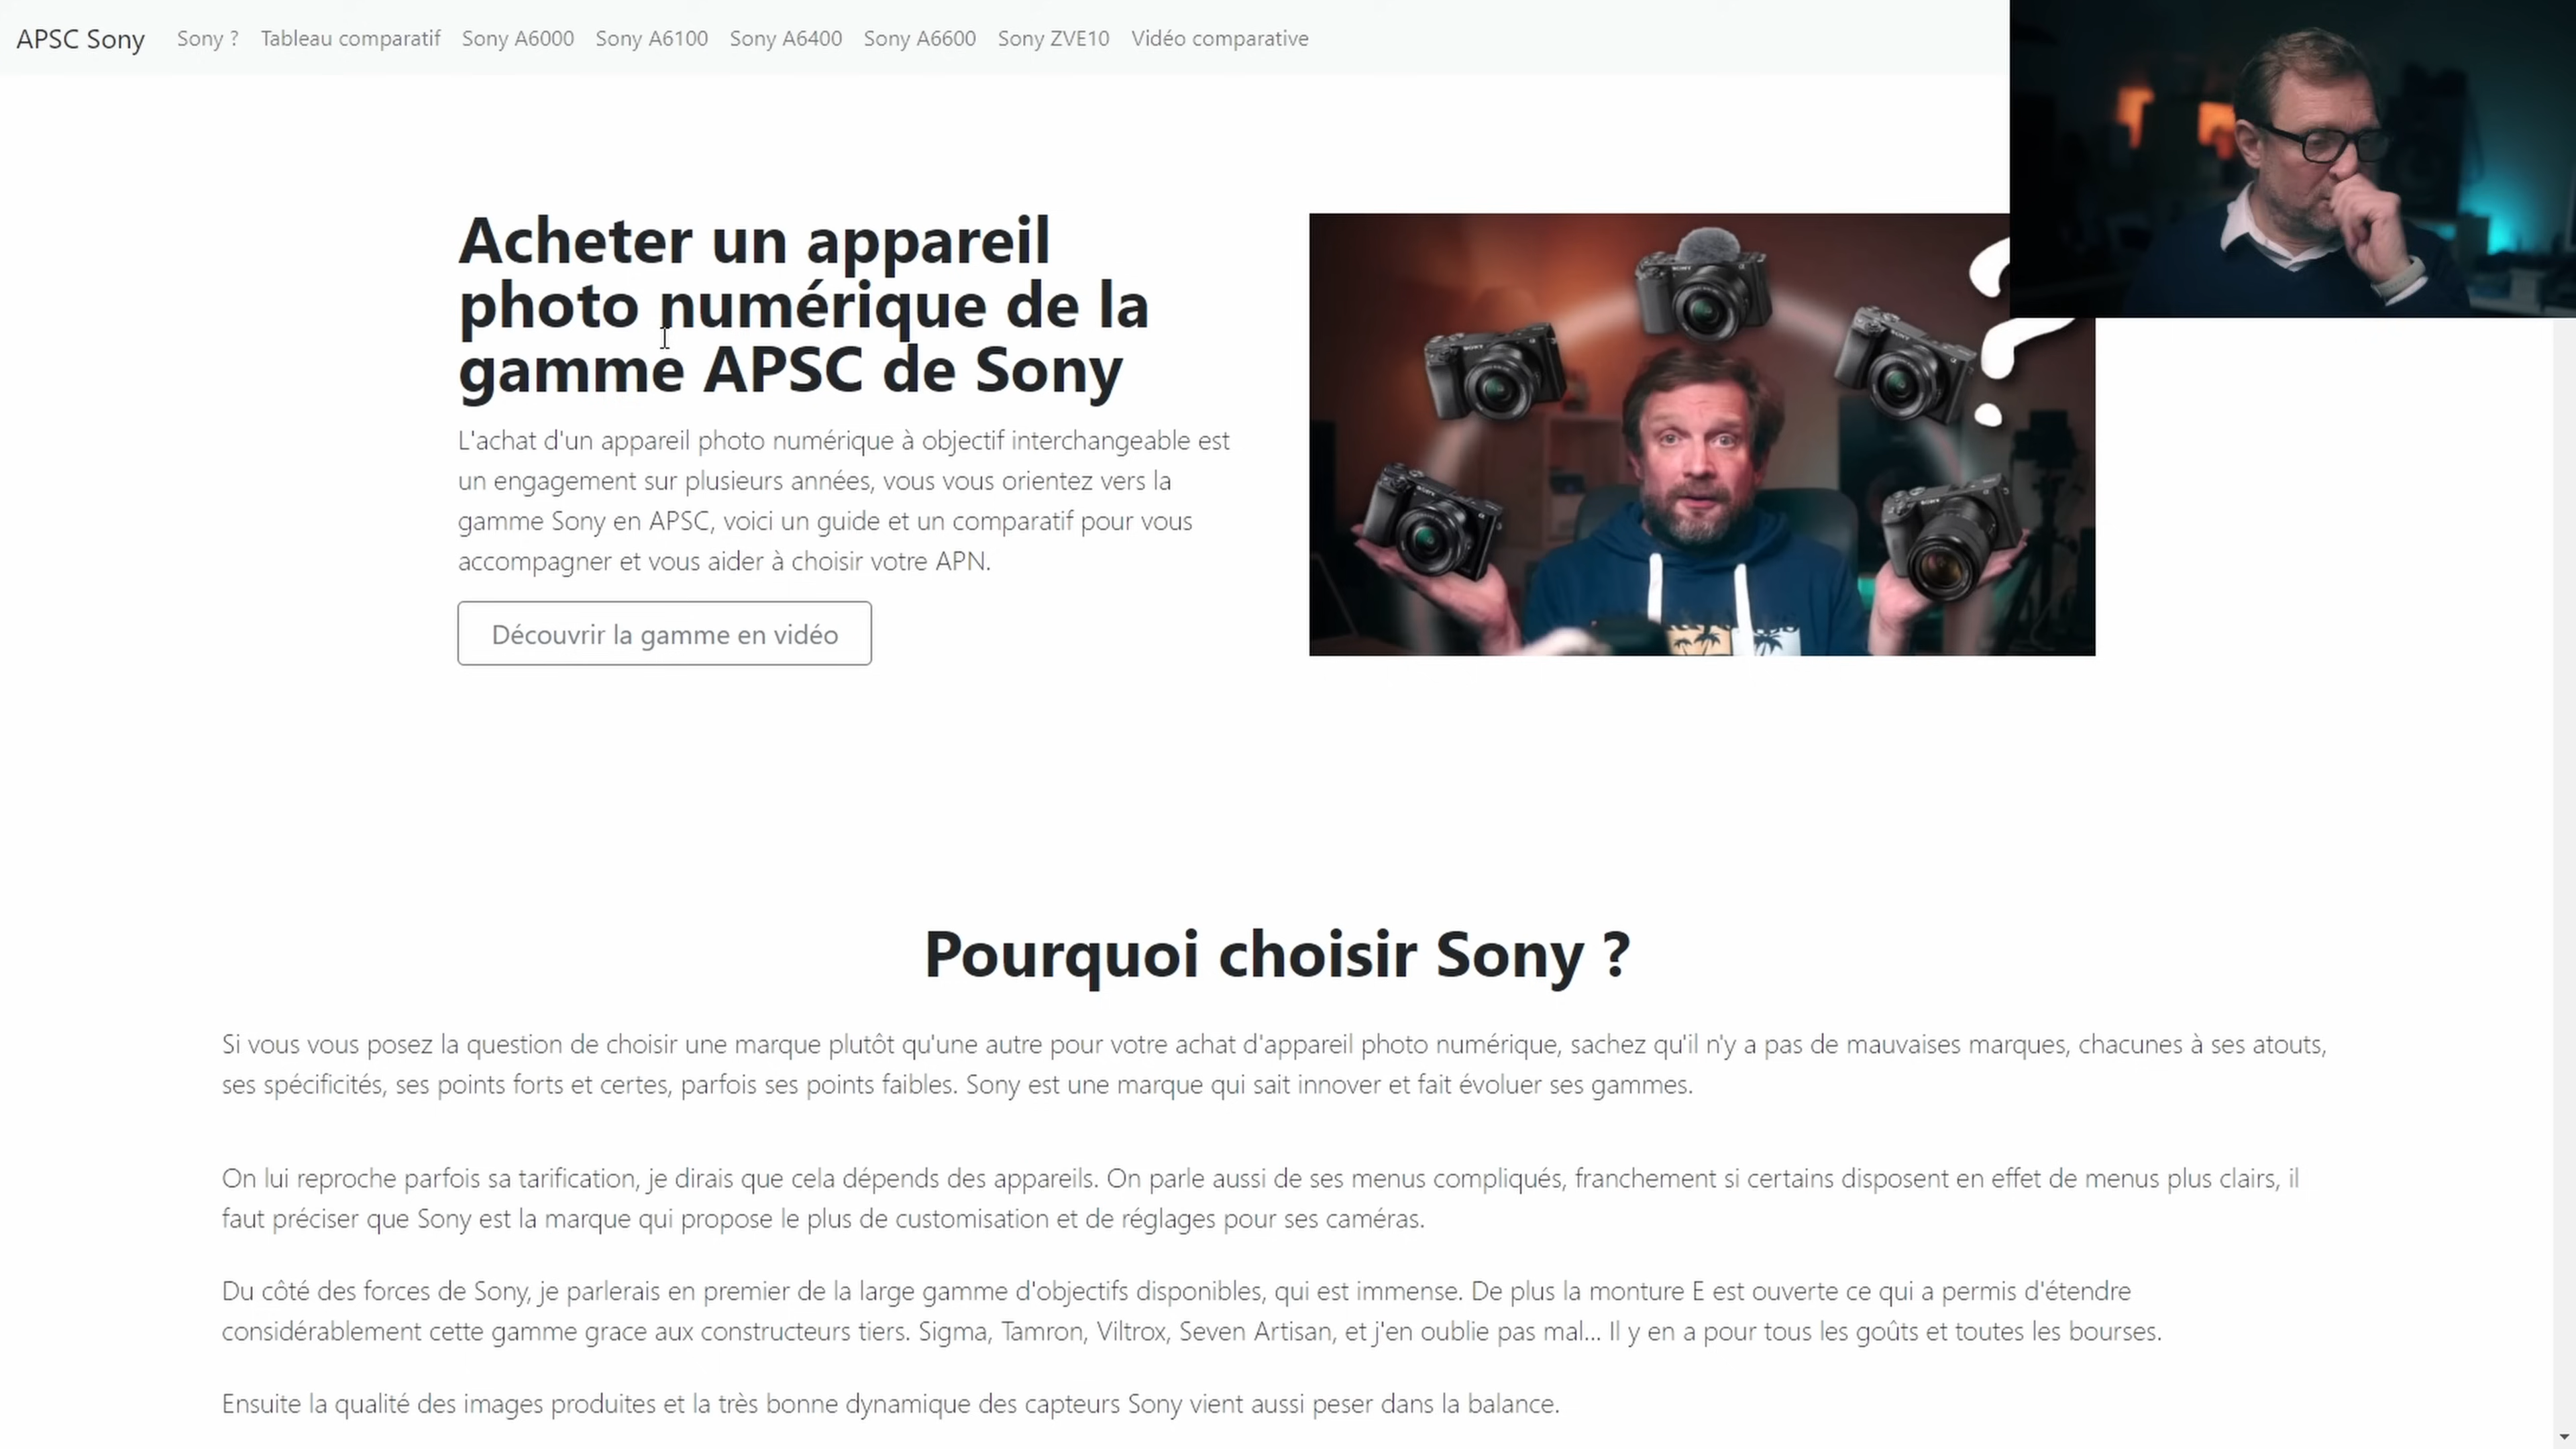 APSC Sony Sony ? Tableau comparatif Sony A6000 Sony A6100 Sony A6400 Sony A6600 Sony ZVE10 Vidéo comparative
Acheter un appareil
photo numérique de la
gamme APSC de Sony
L'achat d'un appareil photo numérique à objectif interchangeable est
un engagement sur plusieurs années, vous vous orientez vers la
gamme Sony en APSC, voici un guide et un comparatif pour vous
accompagner et vous aider à choisir votre APN.
Découvrir la gamme en vidéo
?
Pourquoi choisir Sony ?
Si vous vous posez la question de choisir une marque plutôt qu'une autre pour votre achat d'appareil photo numérique, sachez qu'il n'y a pas de mauvaises marques, chacunes à ses atouts,
ses spécificités, ses points forts et certes, parfois ses points faibles. Sony est une marque qui sait innover et fait évoluer ses gammes.
On lui reproche parfois sa tarification, je dirais que cela dépends des appareils. On parle aussi de ses menus compliqués, franchement si certains disposent en effet de menus plus clairs, il
faut préciser que Sony est la marque qui propose le plus de customisation et de réglages pour ses caméras.
Du côté des forces de Sony, je parlerais en premier de la large gamme d'objectifs disponibles, qui est immense. De plus la monture E est ouverte ce qui a permis d'étendre
considérablement cette gamme grace aux constructeurs tiers. Sigma, Tamron, Viltrox, Seven Artisan, et j'en oublie pas mal... Il y en a pour tous les goûts et toutes les bourses.
Ensuite la qualité des images produites et la très bonne dynamique des capteurs Sony vient aussi peser dans la balance.